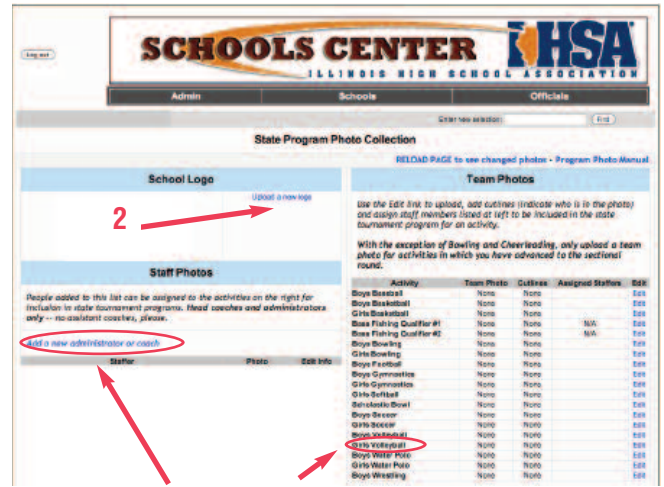 Log out
SCHOOLS CENTER
IHSA
ILLINOIS HIGH SCHOOL ASSOCIATION
Admin Schools Officials
Enter new selection: Find
State Program Photo Collection
RELOAD PAGE to see changed photos - Program Photo Manual
School Logo
Upload a new logo
2
Staff Photos
People added to this list can be assigned to the activities on the right for
inclusion in state tournament programs. Head coaches and administrators
only -- no assistant coaches, please.
Add a new administrator or coach
Staffer Photo Edit Info
Team Photos
Use the Edit link to upload, add cutlines (indicate who is in the photo)
and assign staff members listed at left to be included in the state
tournament program for an activity.
With the exception of Bowling and Cheerleading, only upload a team
photo for activities in which you have advanced to the sectional
round.
Activity Team Photo Cutlines Assigned Staffers Edit
Boys Baseball None None Edit
Boys Basketball None None Edit
Girls Basketball None None Edit
Bass Fishing Qualifier #1 None None N/A Edit
Bass Fishing Qualifier #2 None None N/A Edit
Boys Bowling None None Edit
Girls Bowling None None Edit
Boys Football None None Edit
Boys Gymnastics None None Edit
Girls Gymnastics None None Edit
Girls Softball None None Edit
Scholastic Bowl None None Edit
Boys Soccer None None Edit
Girls Soccer None None Edit
Boys Volleyball None None Edit
Girls Volleyball None None Edit
Boys Water Polo None None Edit
Girls Water Polo None None Edit
Boys Wrestling None None Edit